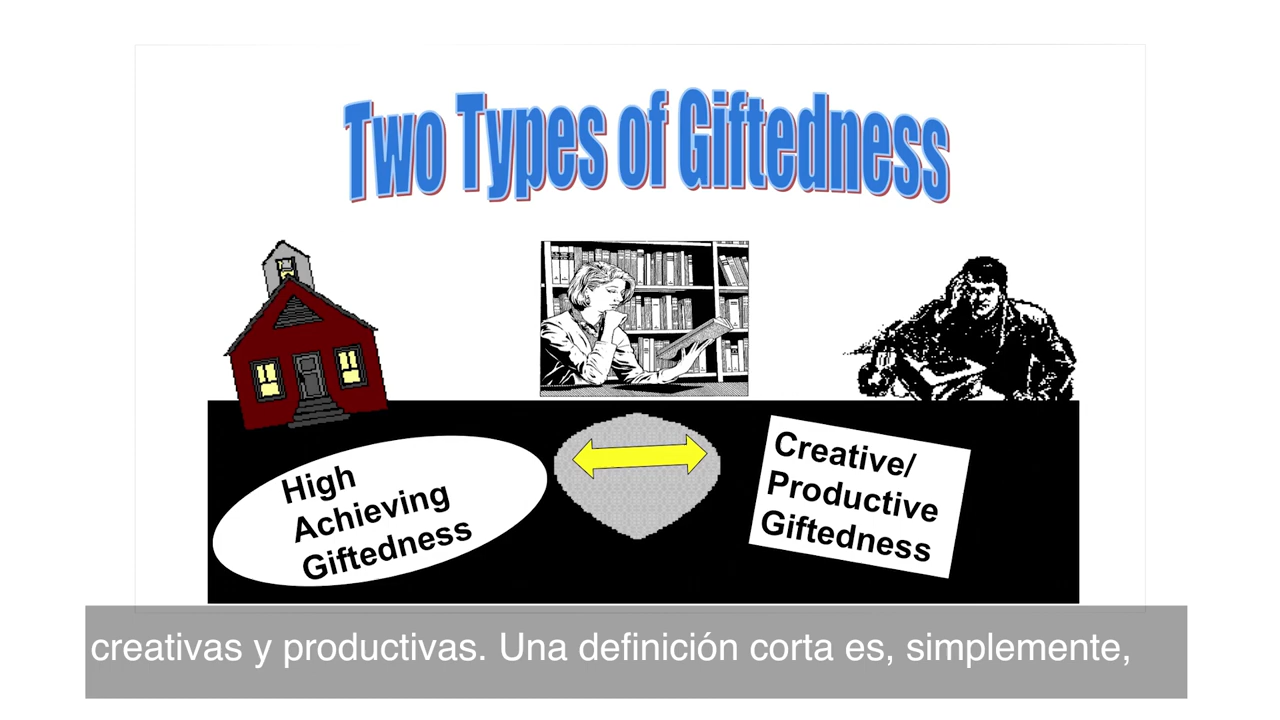 Two Types of Giftedness
High
Achieving
Giftedness
Creative/
Productive
Giftedness
creativas y productivas. Una definición corta es, simplemente,